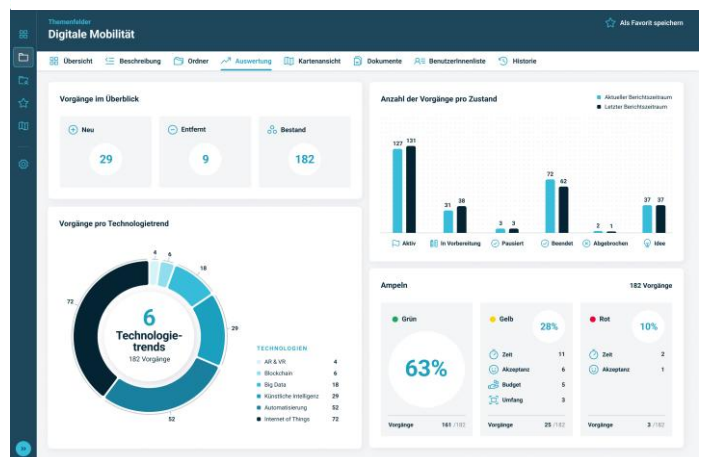 Themenfelder
Digitale Mobilität
Als Favorit speichern
Übersicht
Beschreibung
Ordner
Auswertung
Kartenansicht
Dokumente
BenutzerInnenliste
Historie
Vorgänge im Überblick
Neu
29
Entfernt
9
Bestand
182
Anzahl der Vorgänge pro Zustand
Aktueller Berichtszeitraum
Letzter Berichtszeitraum
127 131
31 38
3 3
72 62
2 1
37 37
Aktiv
In Vorbereitung
Pausiert
Beendet
Abgebrochen
Idee
Vorgänge pro Technologietrend
4
6
18
29
52
72
6
Technologie-
trends
182 Vorgänge
TECHNOLOGIEN
AR & VR 4
Blockchain 6
Big Data 18
Künstliche Intelligenz 29
Automatisierung 52
Internet of Things 72
Ampeln
182 Vorgänge
Grün
63%
Vorgänge 161 /182
Gelb
28%
Zeit 11
Akzeptanz 6
Budget 5
Umfang 3
Vorgänge 25 /182
Rot
10%
Zeit 2
Akzeptanz 1
Vorgänge 3 /182